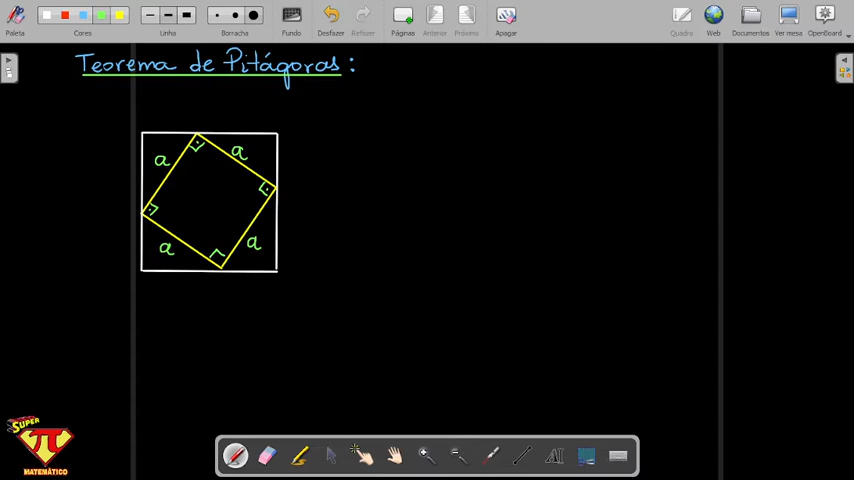 Paleta Cores Linha Borracha Fundo Desfazer Refazer Páginas Anterior Próximo Apagar Quadro Web Documentos Ver mesa OpenBoard
Teorema de Pitágoras:
a a
a a
SUPER
π
MATEMÁTICO
AI